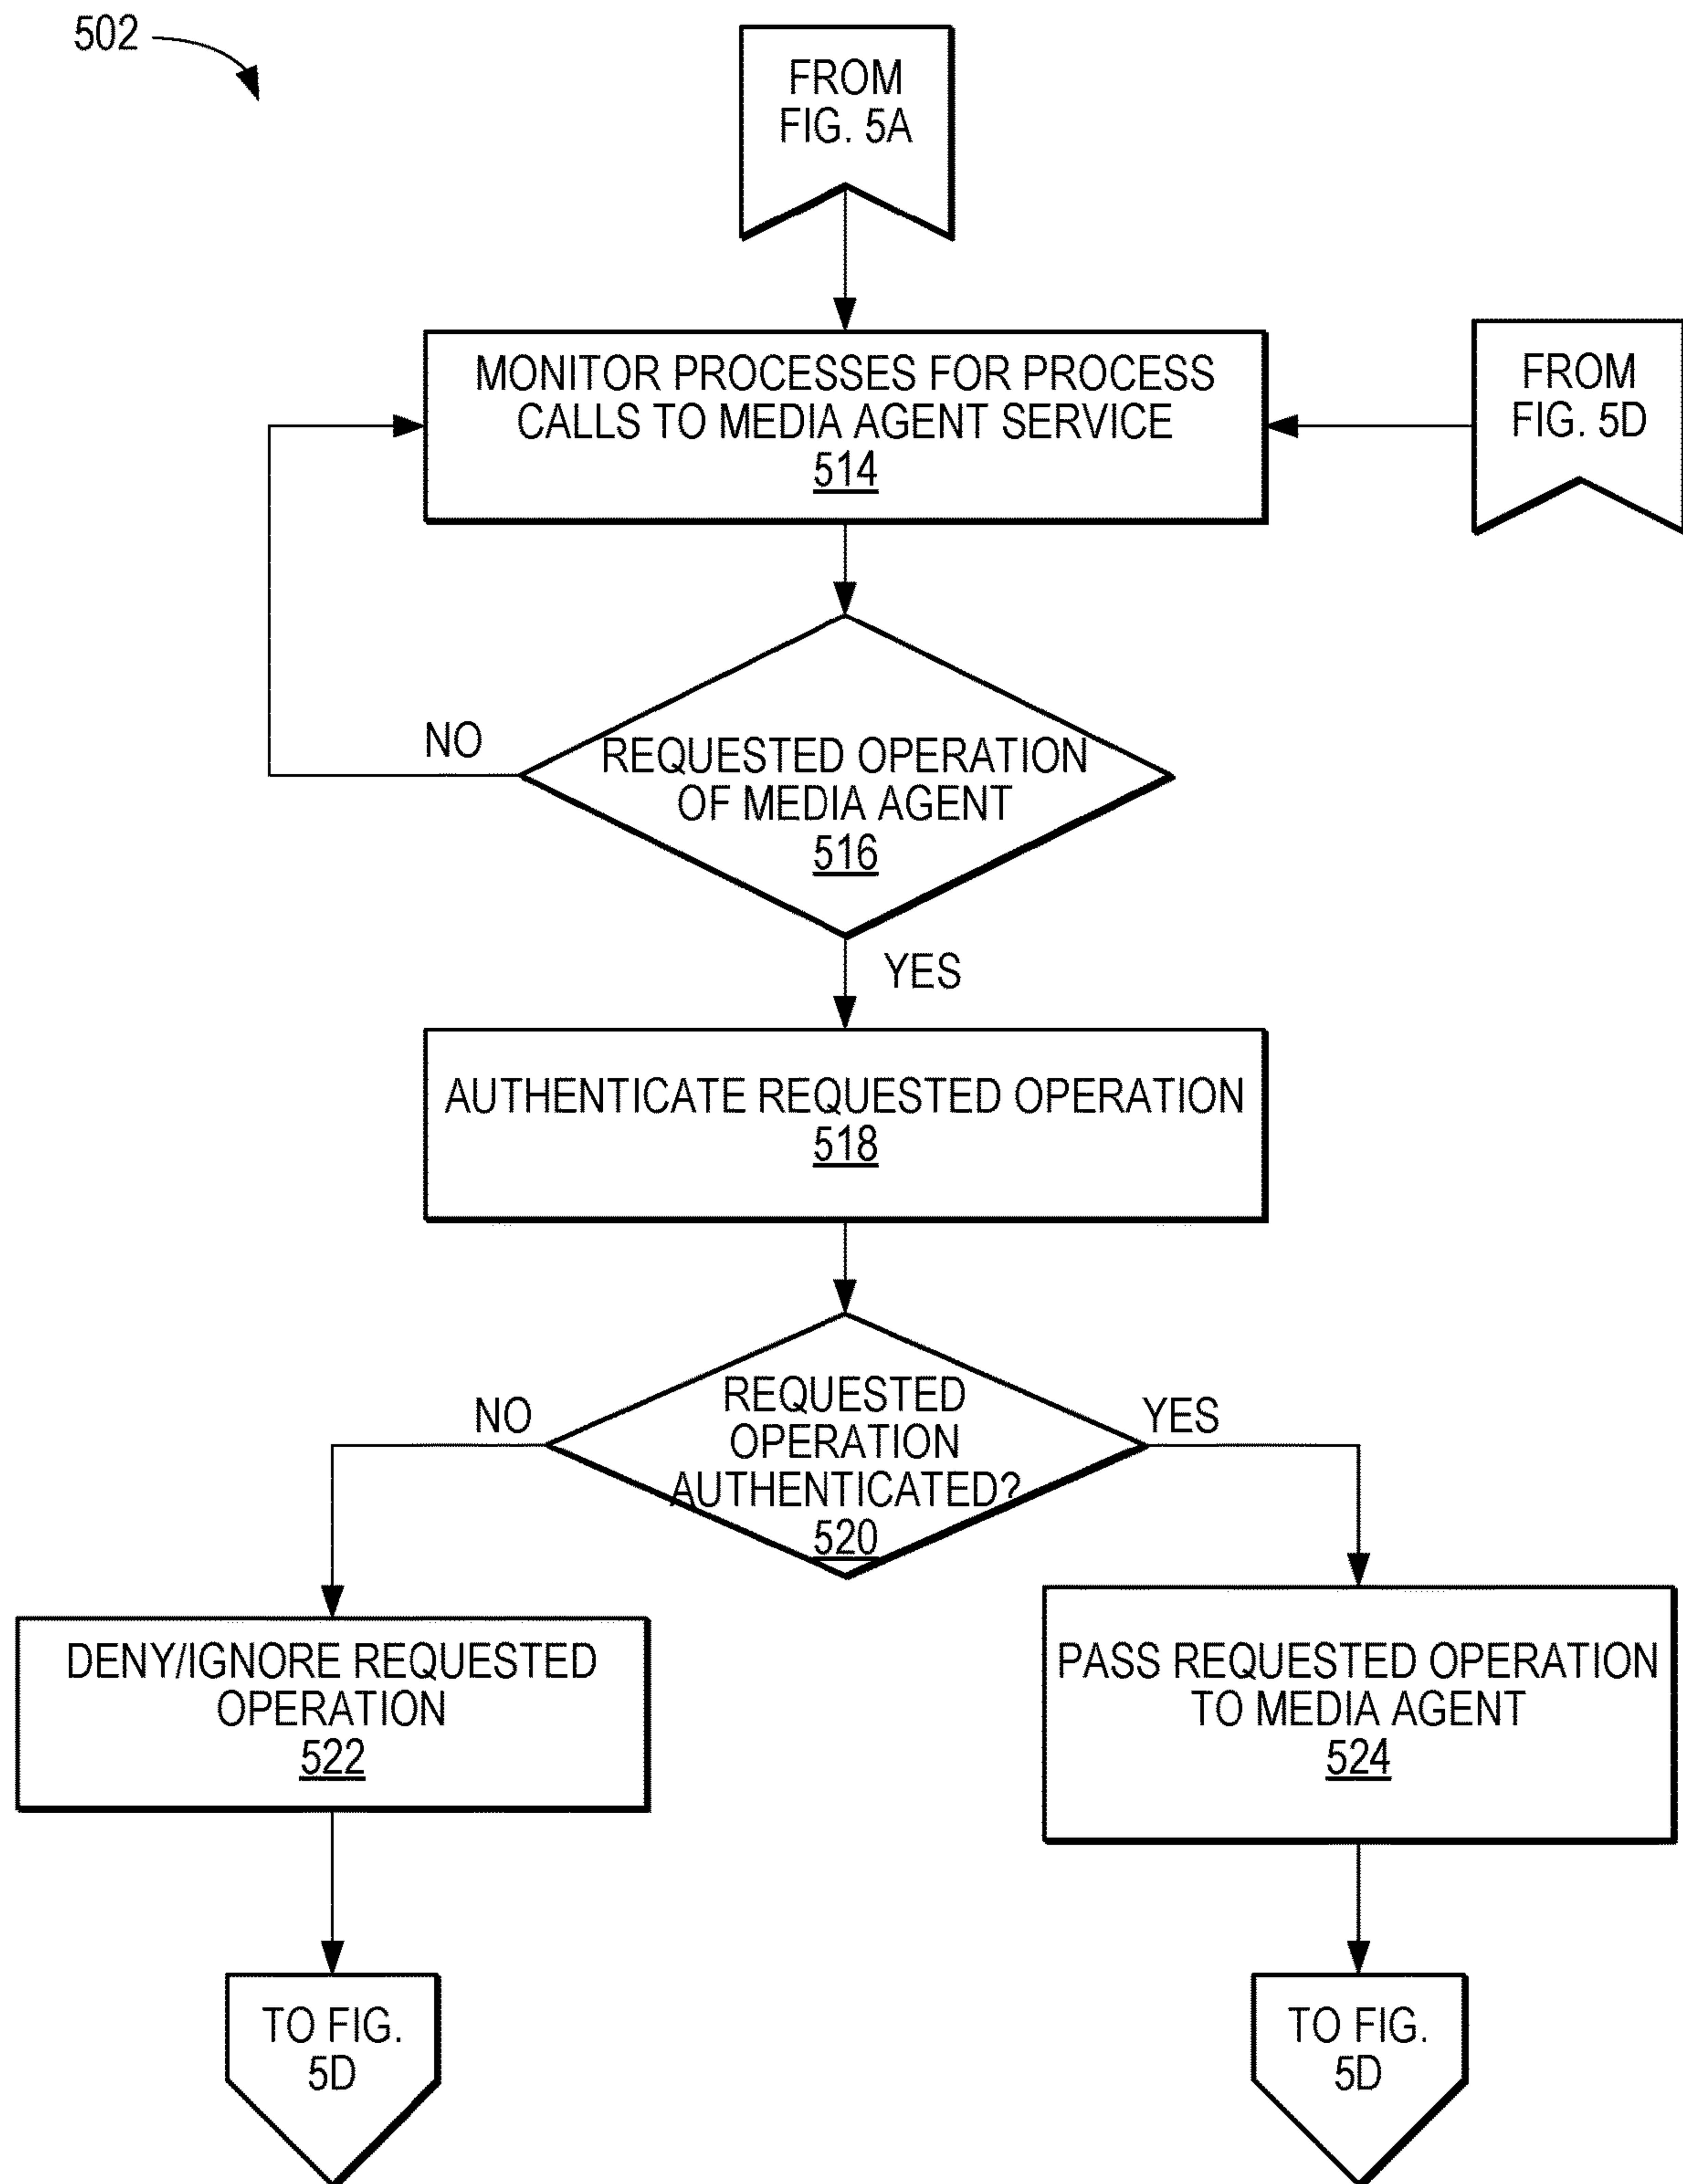 502
FROM
FIG. 5A
MONITOR PROCESSES FOR PROCESS
CALLS TO MEDIA AGENT SERVICE
514
FROM
FIG. 5D
NO
REQUESTED OPERATION
OF MEDIA AGENT
516
YES
AUTHENTICATE REQUESTED OPERATION
518
NO
REQUESTED
OPERATION
AUTHENTICATED?
520
YES
DENY/IGNORE REQUESTED
OPERATION
522
PASS REQUESTED OPERATION
TO MEDIA AGENT
524
TO FIG.
5D
TO FIG.
5D